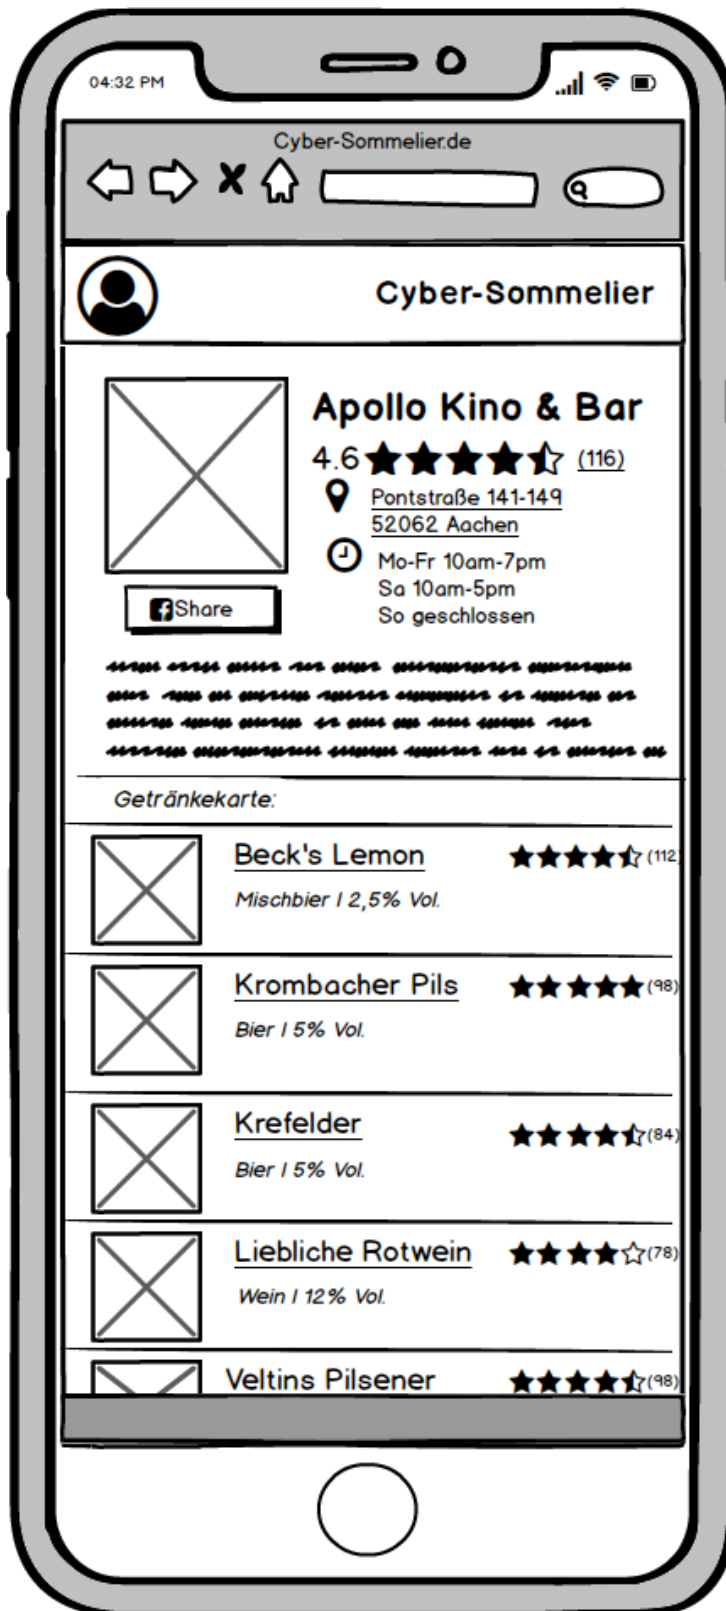 04:32 PM
Cyber-Sommelier.de
Cyber-Sommelier
Apollo Kino & Bar
4.6 (116)
Pontstraße 141-149
52062 Aachen
Mo-Fr 10am-7pm
Sa 10am-5pm
So geschlossen
Share
Getränkekarte:
Beck's Lemon (112)
Mischbier | 2,5% Vol.
Krombacher Pils (98)
Bier | 5% Vol.
Krefelder (84)
Bier | 5% Vol.
Liebliche Rotwein (78)
Wein | 12% Vol.
Veltins Pilsener (98)